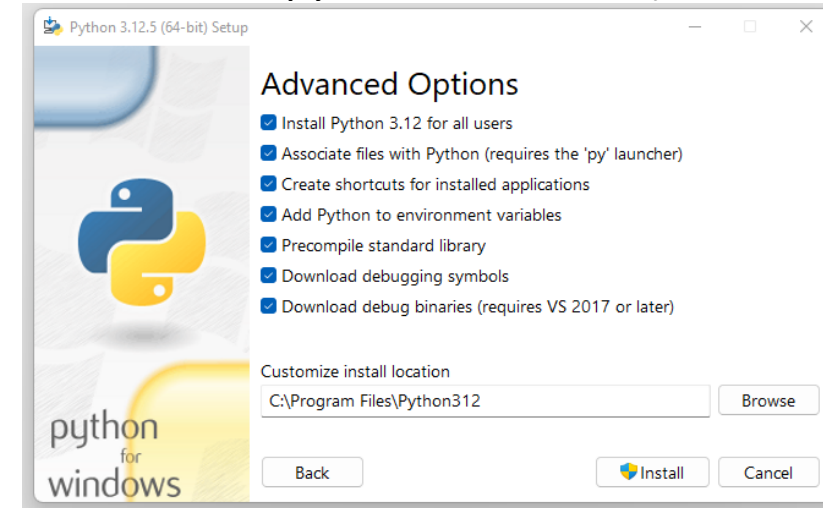 Python 3.12.5 (64-bit) Setup
Advanced Options
Install Python 3.12 for all users
Associate files with Python (requires the 'py' launcher)
Create shortcuts for installed applications
Add Python to environment variables
Precompile standard library
Download debugging symbols
Download debug binaries (requires VS 2017 or later)
Customize install location
C:\Program Files\Python312
Browse
python
for
windows
Back
Install
Cancel